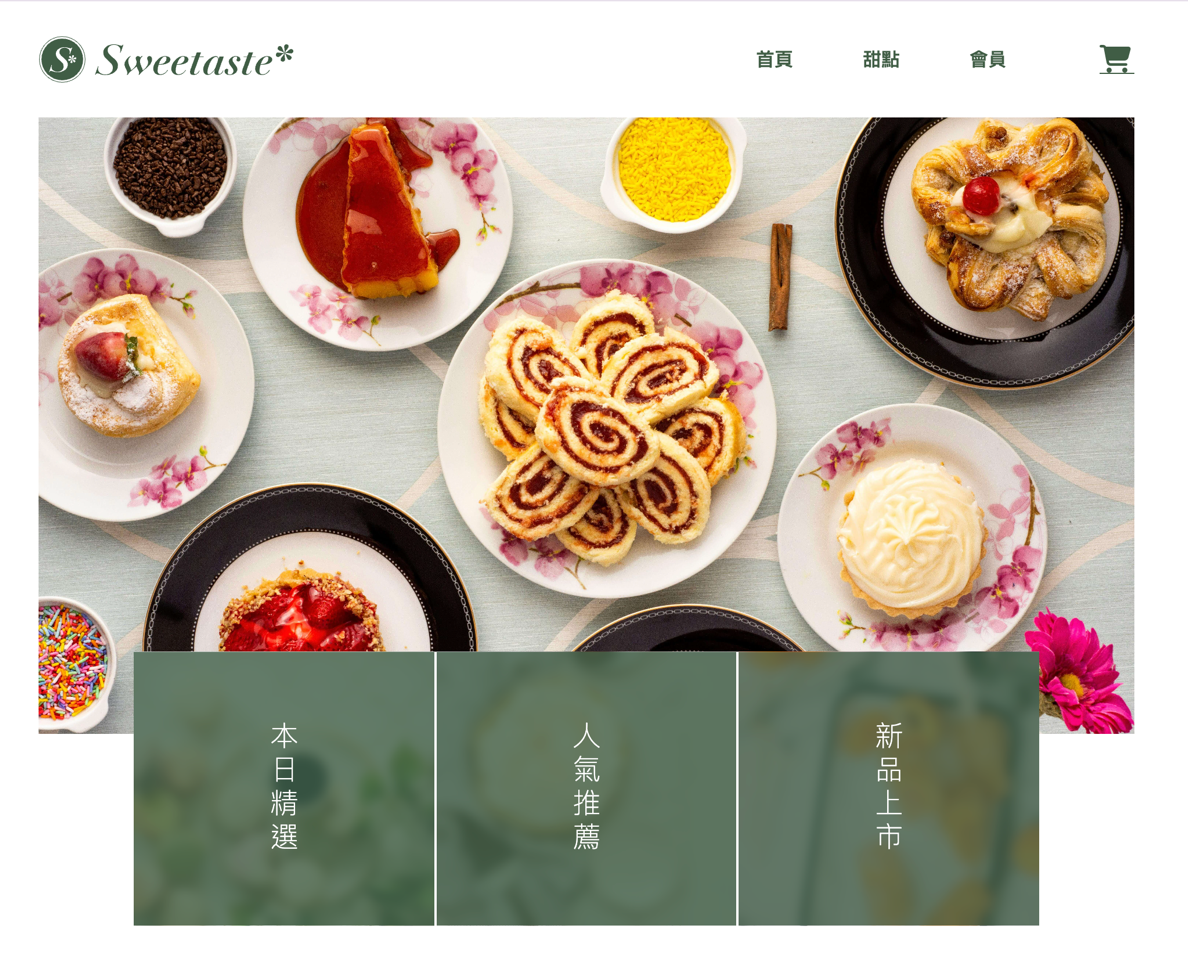 S* Sweetaste*
首頁 甜點 會員
本日精選
人氣推薦
新品上市